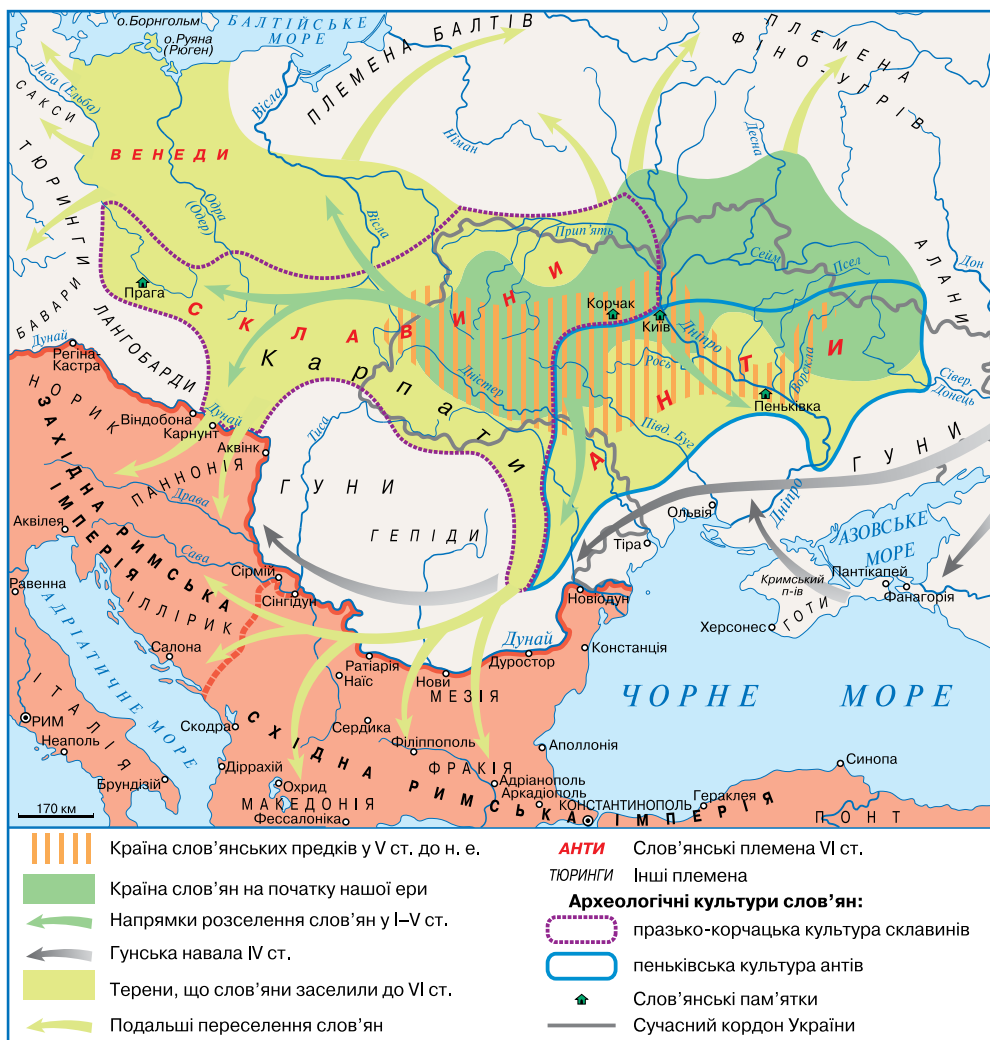 о.Борнгольм
о.Руяна
(Рюген)
БАЛТІЙСЬКЕ
МОРЕ
ПЛЕМЕНА БАЛТІВ
ПЛЕМЕНА
ФІНО-УГРІВ
Лаба (Ельба)
САКСИ
Вісла
Німан
Десна
ТЮРИНГИ
ВЕНЕДИ
Одра
(Одер)
Вісла
Прип'ять
Сейм
Псел
Дон
АЛАНИ
Прага
СКЛАВИНИ
Корчак
Київ
БАВАРИ
ЛАНГОБАРДИ
Дунай
Регіна-
Кастра
Карпати
Дністер
Рось
Дніпро
Ворскла
АНТИ
Пеньківка
Сівер.
Донець
НОРИК
Віндобона
Карнунт
Дунай
Аквінк
Тиса
Півд. Буг
ПАННОНІЯ
ГУНИ
ГУНИ
ЗАХІДНА РИМСЬКА
ІМПЕРІЯ
Драва
Аквілея
Сава
ГЕПІДИ
Ольвія
Дніпро
Тіра
АЗОВСЬКЕ
МОРЕ
Кримський
п-ів
Пантікапей
Фанагорія
ГОТИ
Херсонес
Равенна
АДРІАТИЧНЕ МОРЕ
ІЛЛІРИК
Сірмій
Сінгідун
Новіодун
Салона
Дунай
Констанція
Ратіарія
Дуростор
Наїс
Нови
МЕЗІЯ
ЧОРНЕ МОРЕ
ІТАЛІЯ
РИМ
Неаполь
Скодра
Сердика
Філіппополь
Аполлонія
СХІДНА РИМСЬКА ІМПЕРІЯ
Діррахій
ФРАКІЯ
Синопа
Брундізій
Охрид
Адріанополь
Аркадіополь
Гераклея
МАКЕДОНІЯ
КОНСТАНТИНОПОЛЬ
ПОНТ
Фессалоніка
170 км
Країна слов'янських предків у V ст. до н. е.
Країна слов'ян на початку нашої ери
Напрямки розселення слов'ян у I–V ст.
Гунська навала IV ст.
Терени, що слов'яни заселили до VI ст.
Подальші переселення слов'ян
АНТИ Слов'янські племена VI ст.
ТЮРИНГИ Інші племена
Археологічні культури слов'ян:
празько-корчацька культура склавинів
пеньківська культура антів
Слов'янські пам'ятки
Сучасний кордон України